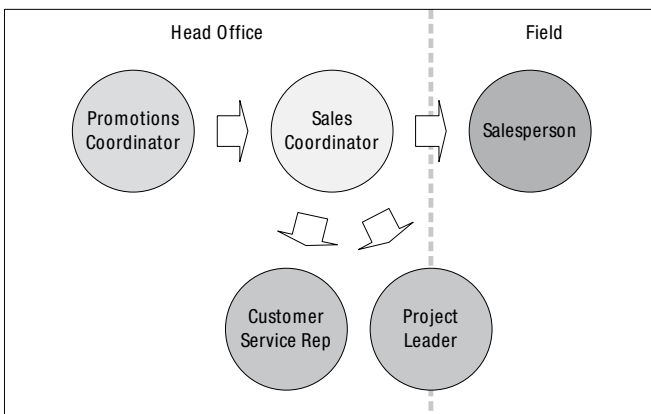 Head Office
Field
Promotions
Coordinator
Sales
Coordinator
Salesperson
Customer
Service Rep
Project
Leader